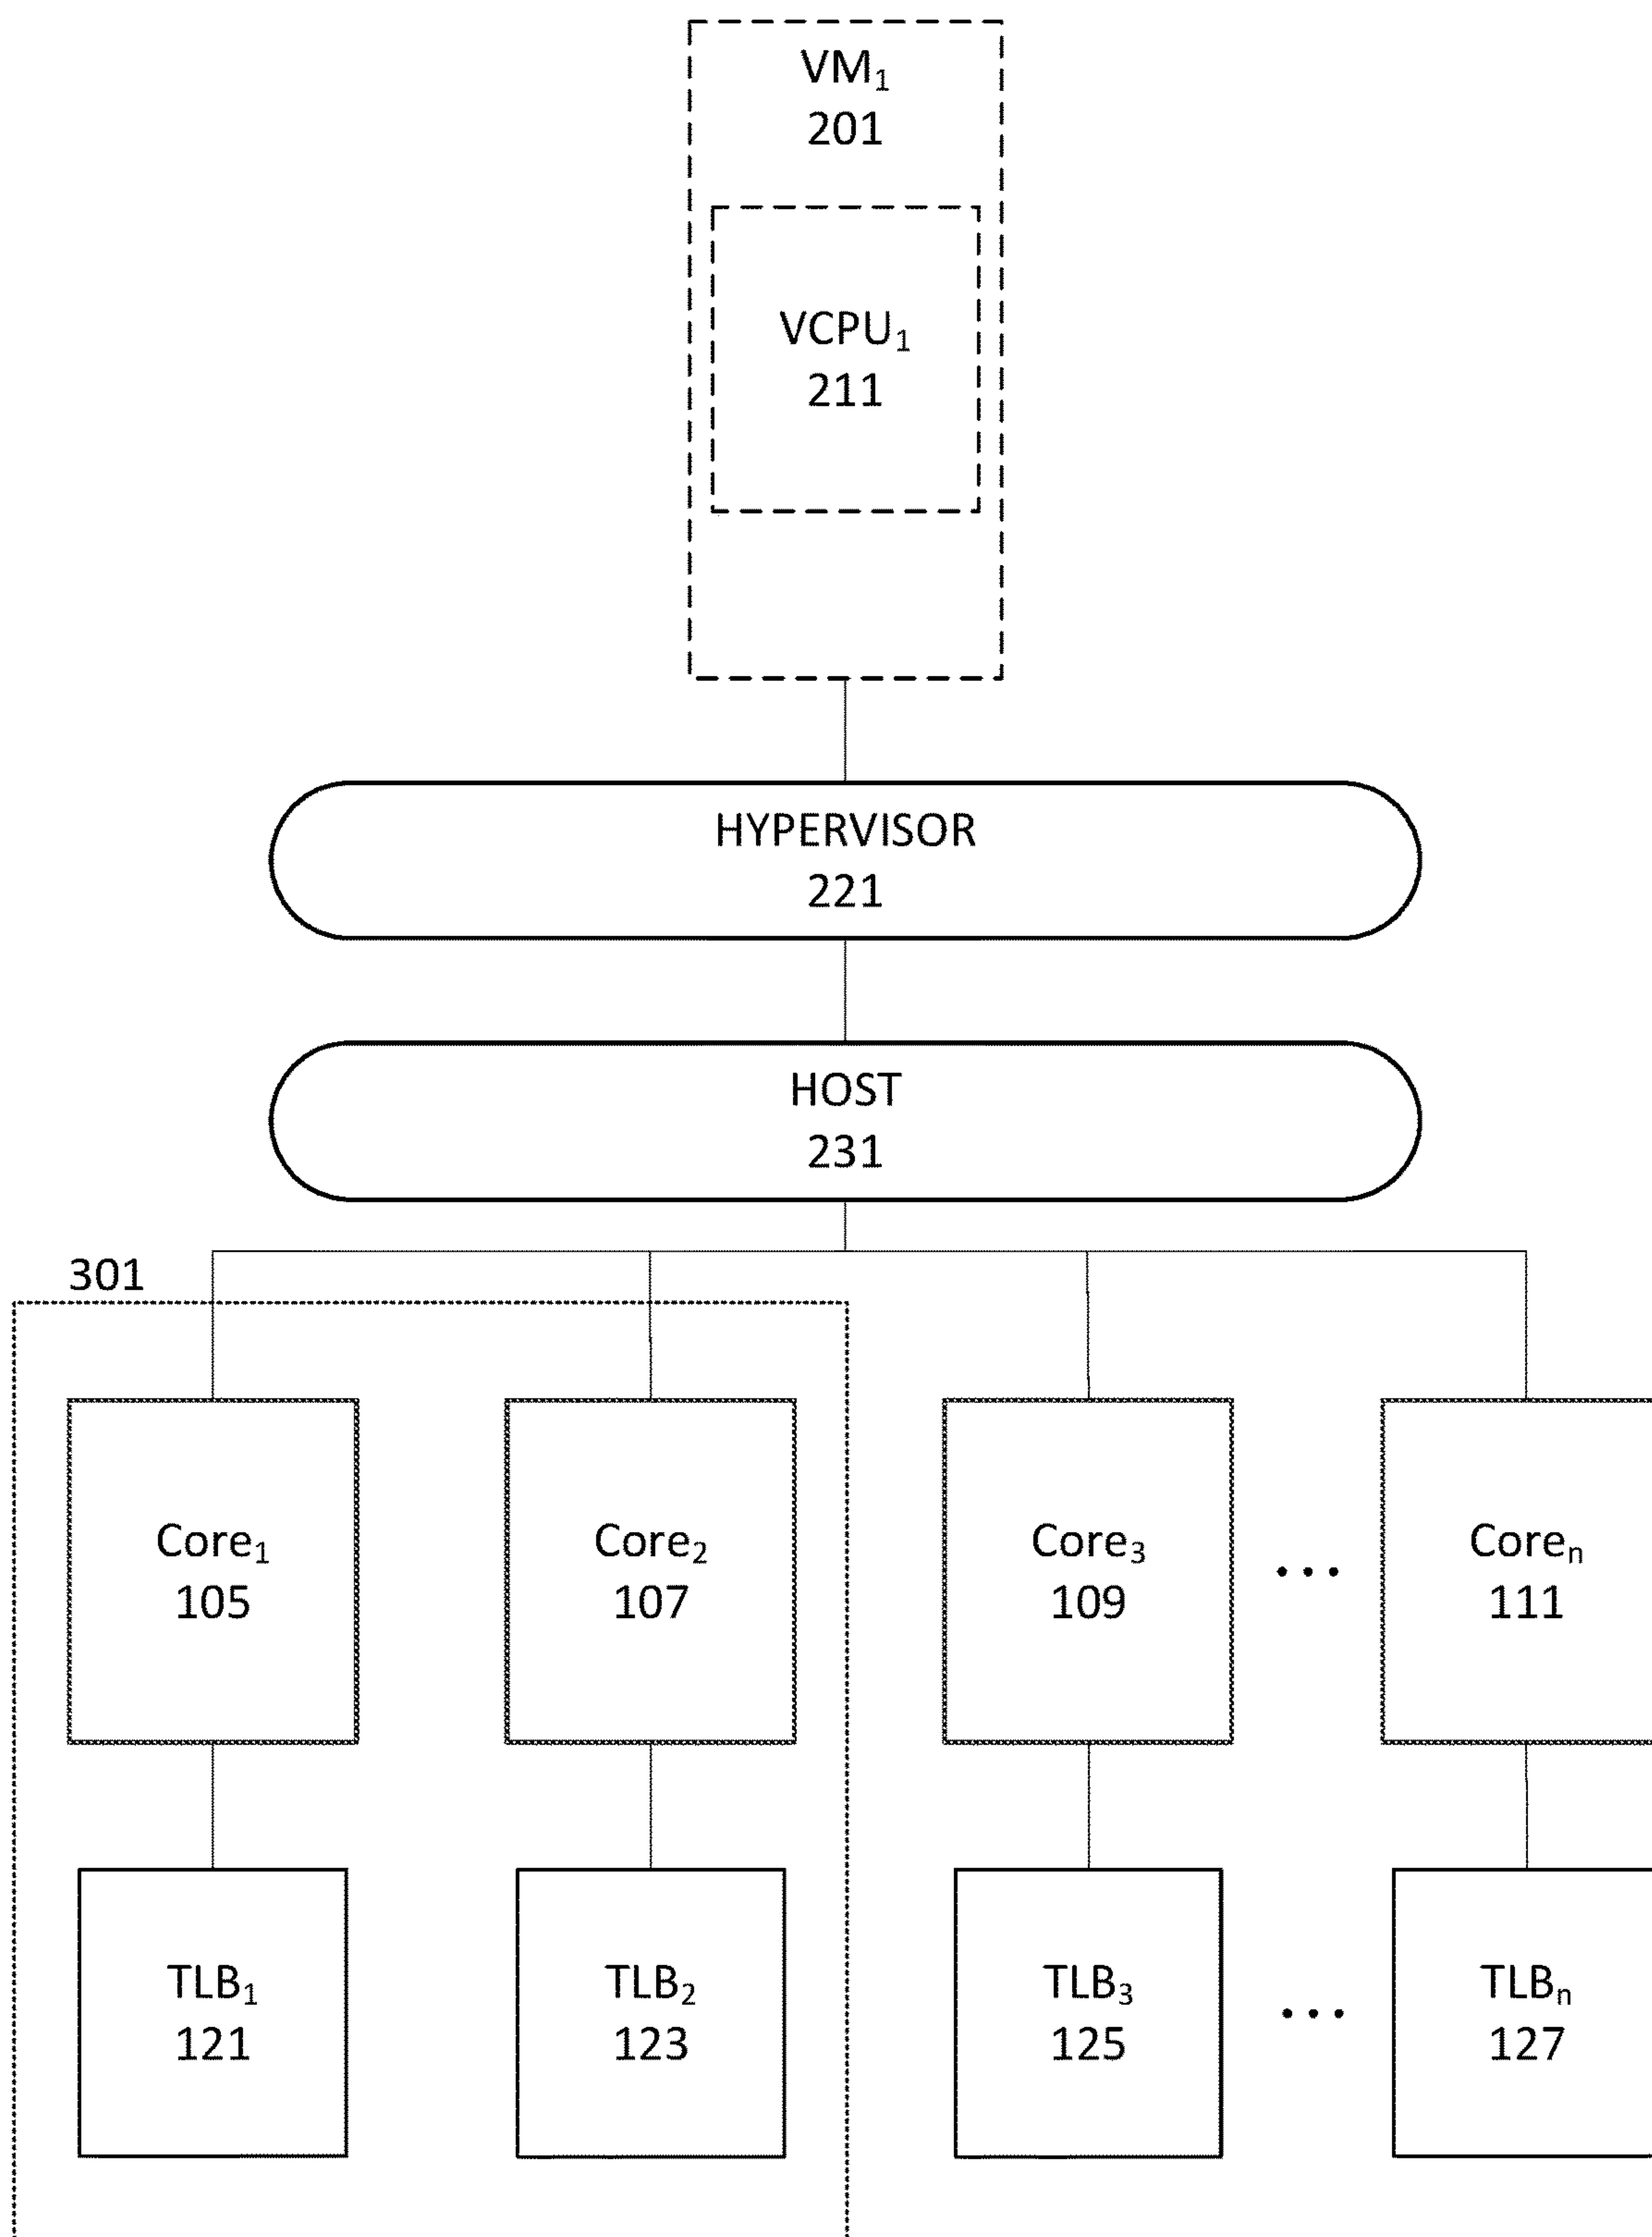 VM₁
201
VCPU₁
211
HYPERVISOR
221
HOST
231
301
Core₁
105
Core₂
107
Core₃
109
...
Coreₙ
111
TLB₁
121
TLB₂
123
TLB₃
125
...
TLBₙ
127